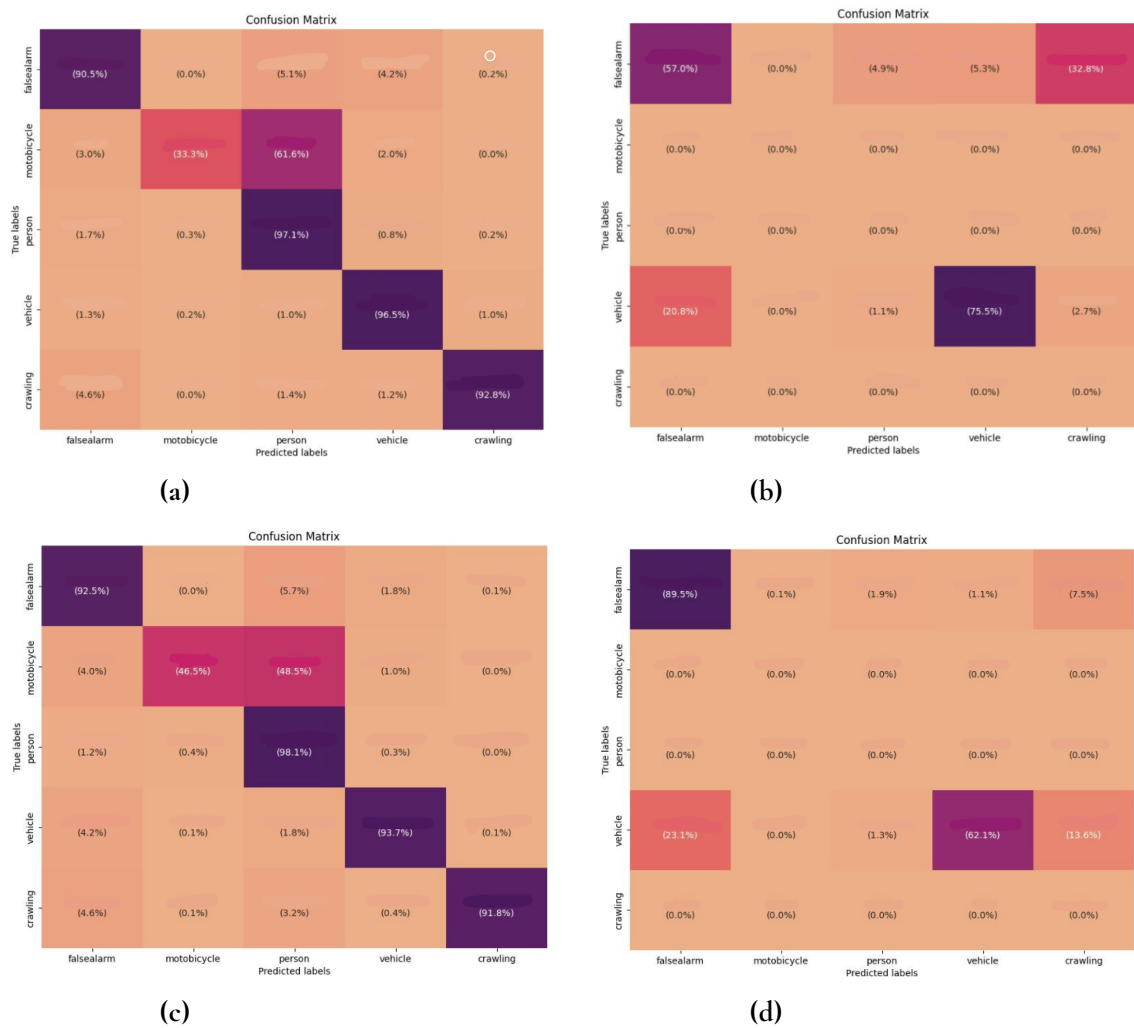 Confusion Matrix
falsealarm (90.5%) (0.0%) (5.1%) (4.2%) (0.2%)
motobicycle (3.0%) (33.3%) (61.6%) (2.0%) (0.0%)
True labels
person (1.7%) (0.3%) (97.1%) (0.8%) (0.2%)
vehicle (1.3%) (0.2%) (1.0%) (96.5%) (1.0%)
crawling (4.6%) (0.0%) (1.4%) (1.2%) (92.8%)
falsealarm motobicycle person vehicle crawling
Predicted labels
(a)
Confusion Matrix
falsealarm (57.0%) (0.0%) (4.9%) (5.3%) (32.8%)
motobicycle (0.0%) (0.0%) (0.0%) (0.0%) (0.0%)
True labels
person (0.0%) (0.0%) (0.0%) (0.0%) (0.0%)
vehicle (20.8%) (0.0%) (1.1%) (75.5%) (2.7%)
crawling (0.0%) (0.0%) (0.0%) (0.0%) (0.0%)
falsealarm motobicycle person vehicle crawling
Predicted labels
(b)
Confusion Matrix
falsealarm (92.5%) (0.0%) (5.7%) (1.8%) (0.1%)
motobicycle (4.0%) (46.5%) (48.5%) (1.0%) (0.0%)
True labels
person (1.2%) (0.4%) (98.1%) (0.3%) (0.0%)
vehicle (4.2%) (0.1%) (1.8%) (93.7%) (0.1%)
crawling (4.6%) (0.1%) (3.2%) (0.4%) (91.8%)
falsealarm motobicycle person vehicle crawling
Predicted labels
(c)
Confusion Matrix
falsealarm (89.5%) (0.1%) (1.9%) (1.1%) (7.5%)
motobicycle (0.0%) (0.0%) (0.0%) (0.0%) (0.0%)
True labels
person (0.0%) (0.0%) (0.0%) (0.0%) (0.0%)
vehicle (23.1%) (0.0%) (1.3%) (62.1%) (13.6%)
crawling (0.0%) (0.0%) (0.0%) (0.0%) (0.0%)
falsealarm motobicycle person vehicle crawling
Predicted labels
(d)